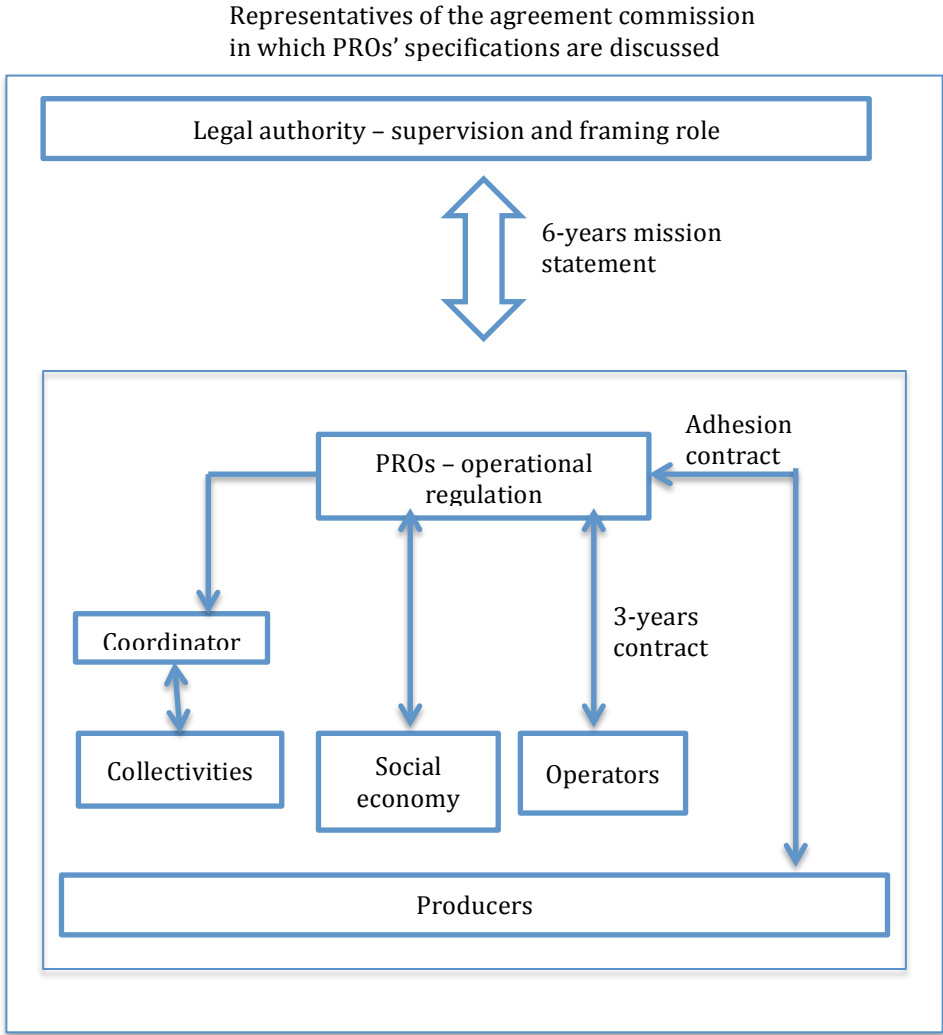 Representatives of the agreement commission
in which PROs’ specifications are discussed
Legal authority – supervision and framing role
6-years mission
statement
Adhesion
contract
PROs – operational
regulation
3-years
contract
Coordinator
Collectivities
Social
economy
Operators
Producers